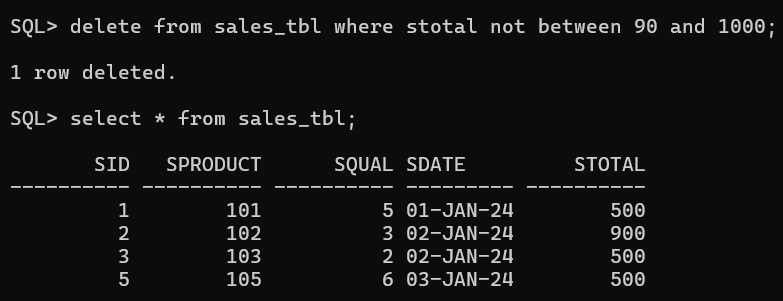 SQL> delete from sales_tbl where stotal not between 90 and 1000;
1 row deleted.
SQL> select * from sales_tbl;
       SID   SPRODUCT      SQUAL SDATE         STOTAL
---------- ---------- ---------- --------- ----------
         1        101          5 01-JAN-24        500
         2        102          3 02-JAN-24        900
         3        103          2 02-JAN-24        500
         5        105          6 03-JAN-24        500